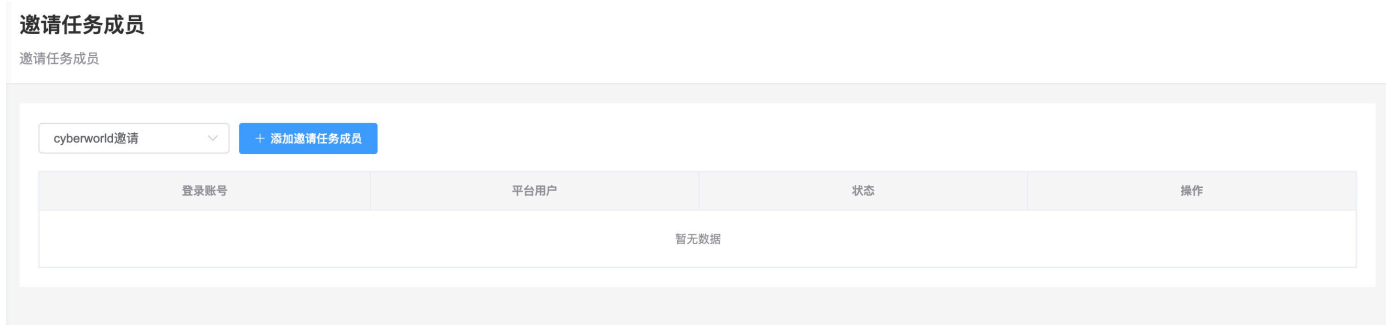 邀请任务成员
邀请任务成员
cyberworld邀请
+ 添加邀请任务成员
登录账号 平台用户 状态 操作
暂无数据